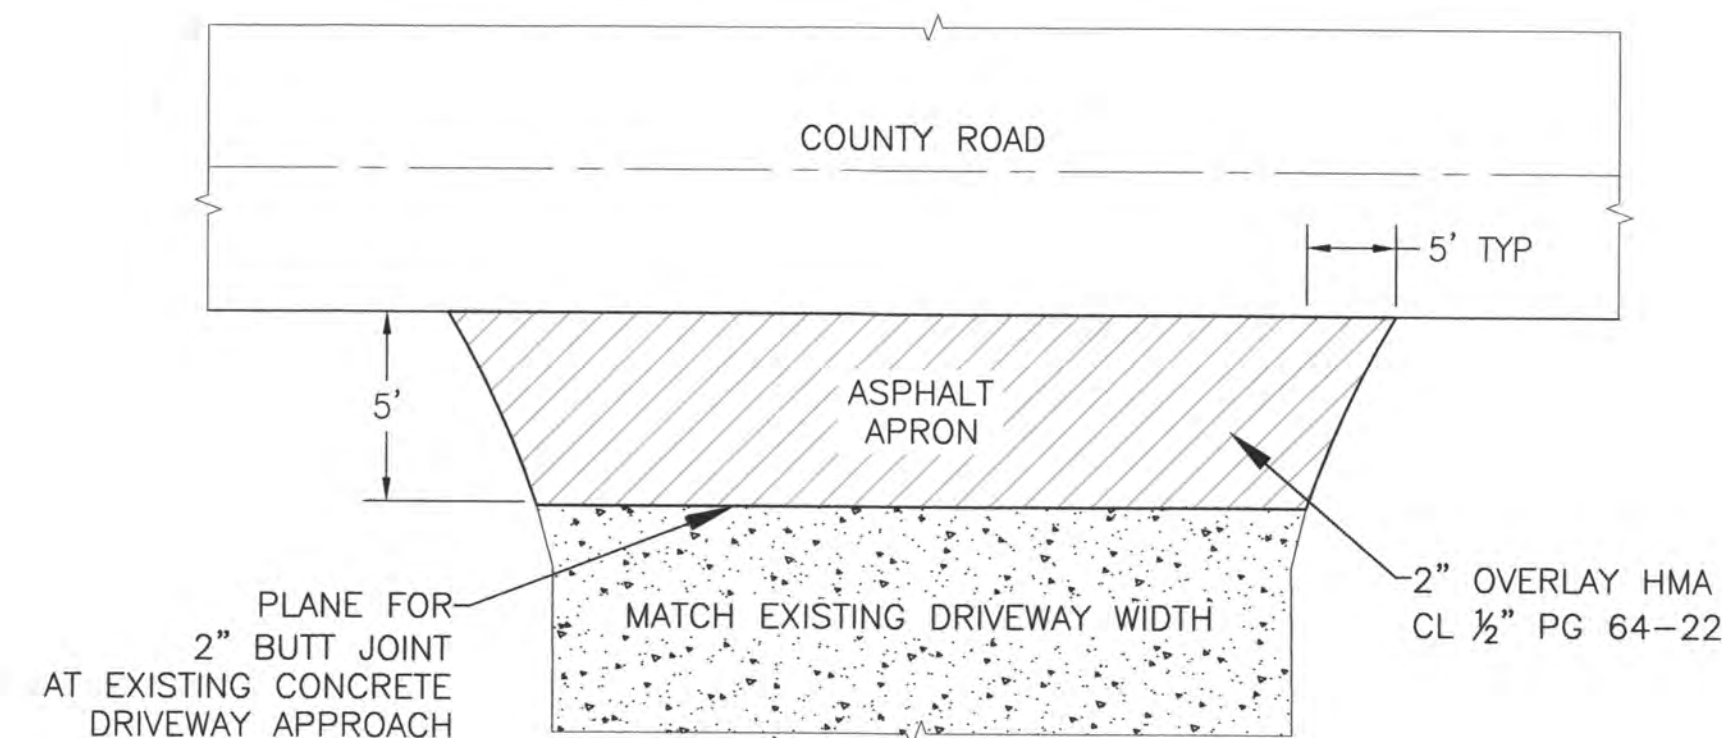 COUNTY ROAD
5’ TYP
5’
ASPHALT
APRON
PLANE FOR
2” BUTT JOINT
AT EXISTING CONCRETE
DRIVEWAY APPROACH
MATCH EXISTING DRIVEWAY WIDTH
2” OVERLAY HMA
CL ½” PG 64–22